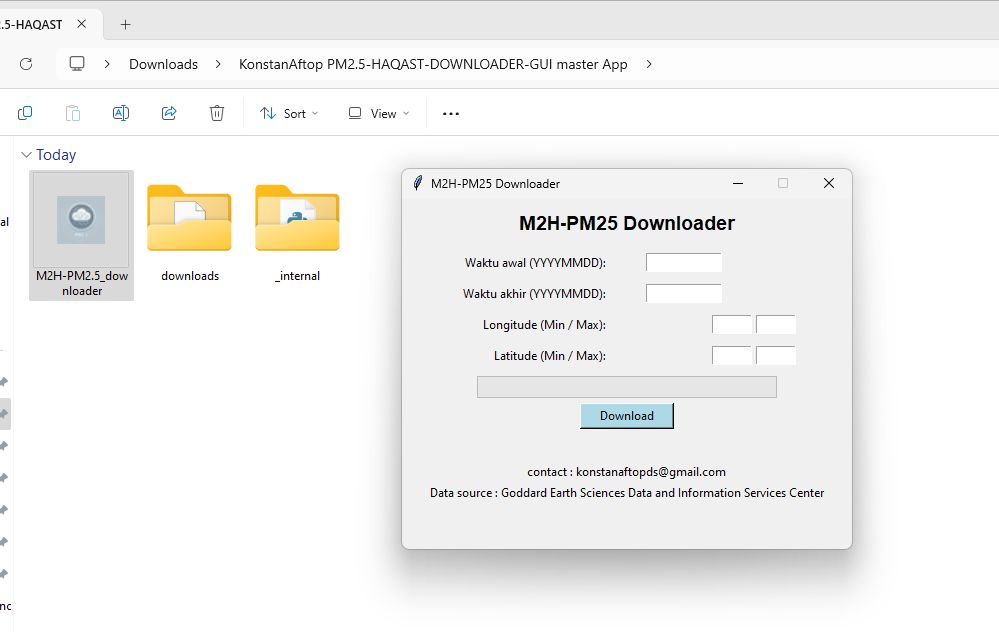 .5-HAQAST
Downloads > KonstanAftop PM2.5-HAQAST-DOWNLOADER-GUI master App >
Sort
View
Today
M2H-PM2.5_dow
nloader
downloads
_internal
al
nc
M2H-PM25 Downloader
M2H-PM25 Downloader
Waktu awal (YYYYMMDD):
Waktu akhir (YYYYMMDD):
Longitude (Min / Max):
Latitude (Min / Max):
Download
contact : konstanaftopds@gmail.com
Data source : Goddard Earth Sciences Data and Information Services Center